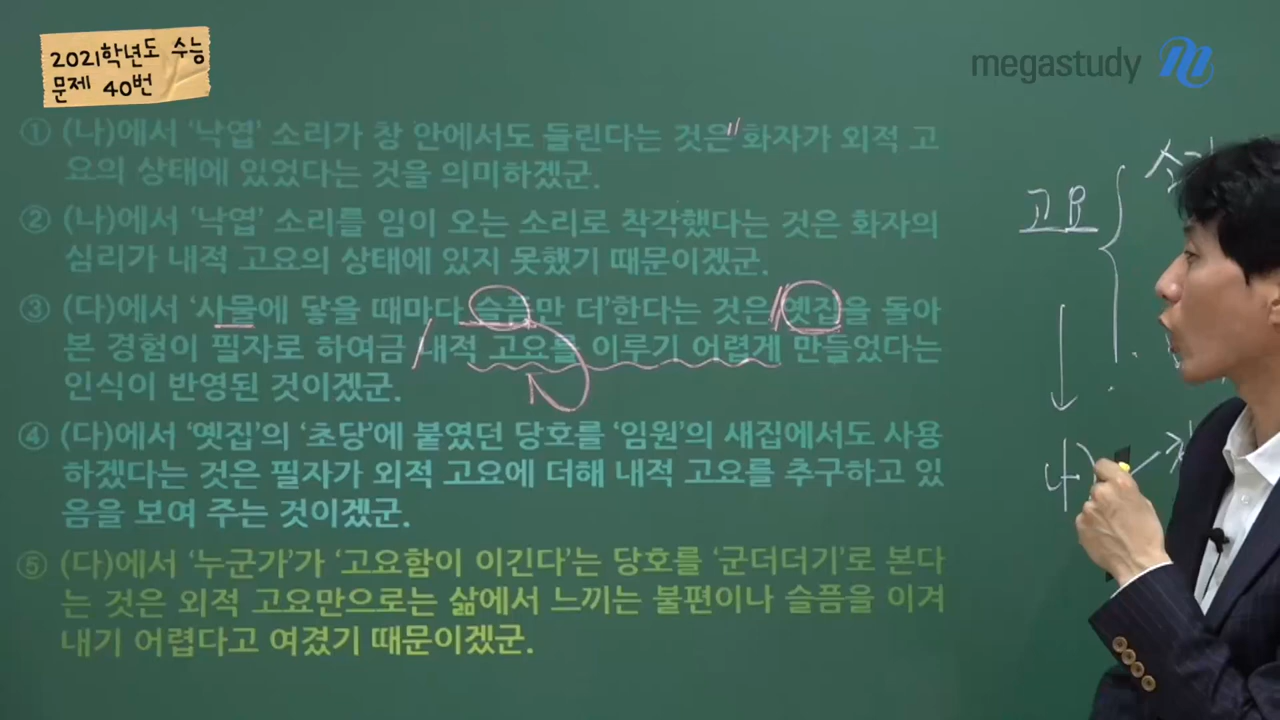 2021학년도 수능
문제 40번
megastudy
① (나)에서 ‘낙엽’ 소리가 창 안에서도 들린다는 것은 화자가 외적 고
요의 상태에 있었다는 것을 의미하겠군.
② (나)에서 ‘낙엽’ 소리를 임이 오는 소리로 착각했다는 것은 화자의
심리가 내적 고요의 상태에 있지 못했기 때문이겠군.
③ (다)에서 ‘사물에 닿을 때마다 슬픔만 더’한다는 것은 옛집을 돌아
본 경험이 필자로 하여금 내적 고요를 이루기 어렵게 만들었다는
인식이 반영된 것이겠군.
④ (다)에서 ‘옛집’의 ‘초당’에 붙였던 당호를 ‘임원’의 새집에서도 사용
하겠다는 것은 필자가 외적 고요에 더해 내적 고요를 추구하고 있
음을 보여 주는 것이겠군.
⑤ (다)에서 ‘누군가’가 ‘고요함이 이긴다’는 당호를 ‘군더더기’로 본다
는 것은 외적 고요만으로는 삶에서 느끼는 불편이나 슬픔을 이겨
내기 어렵다고 여겼기 때문이겠군.
고요